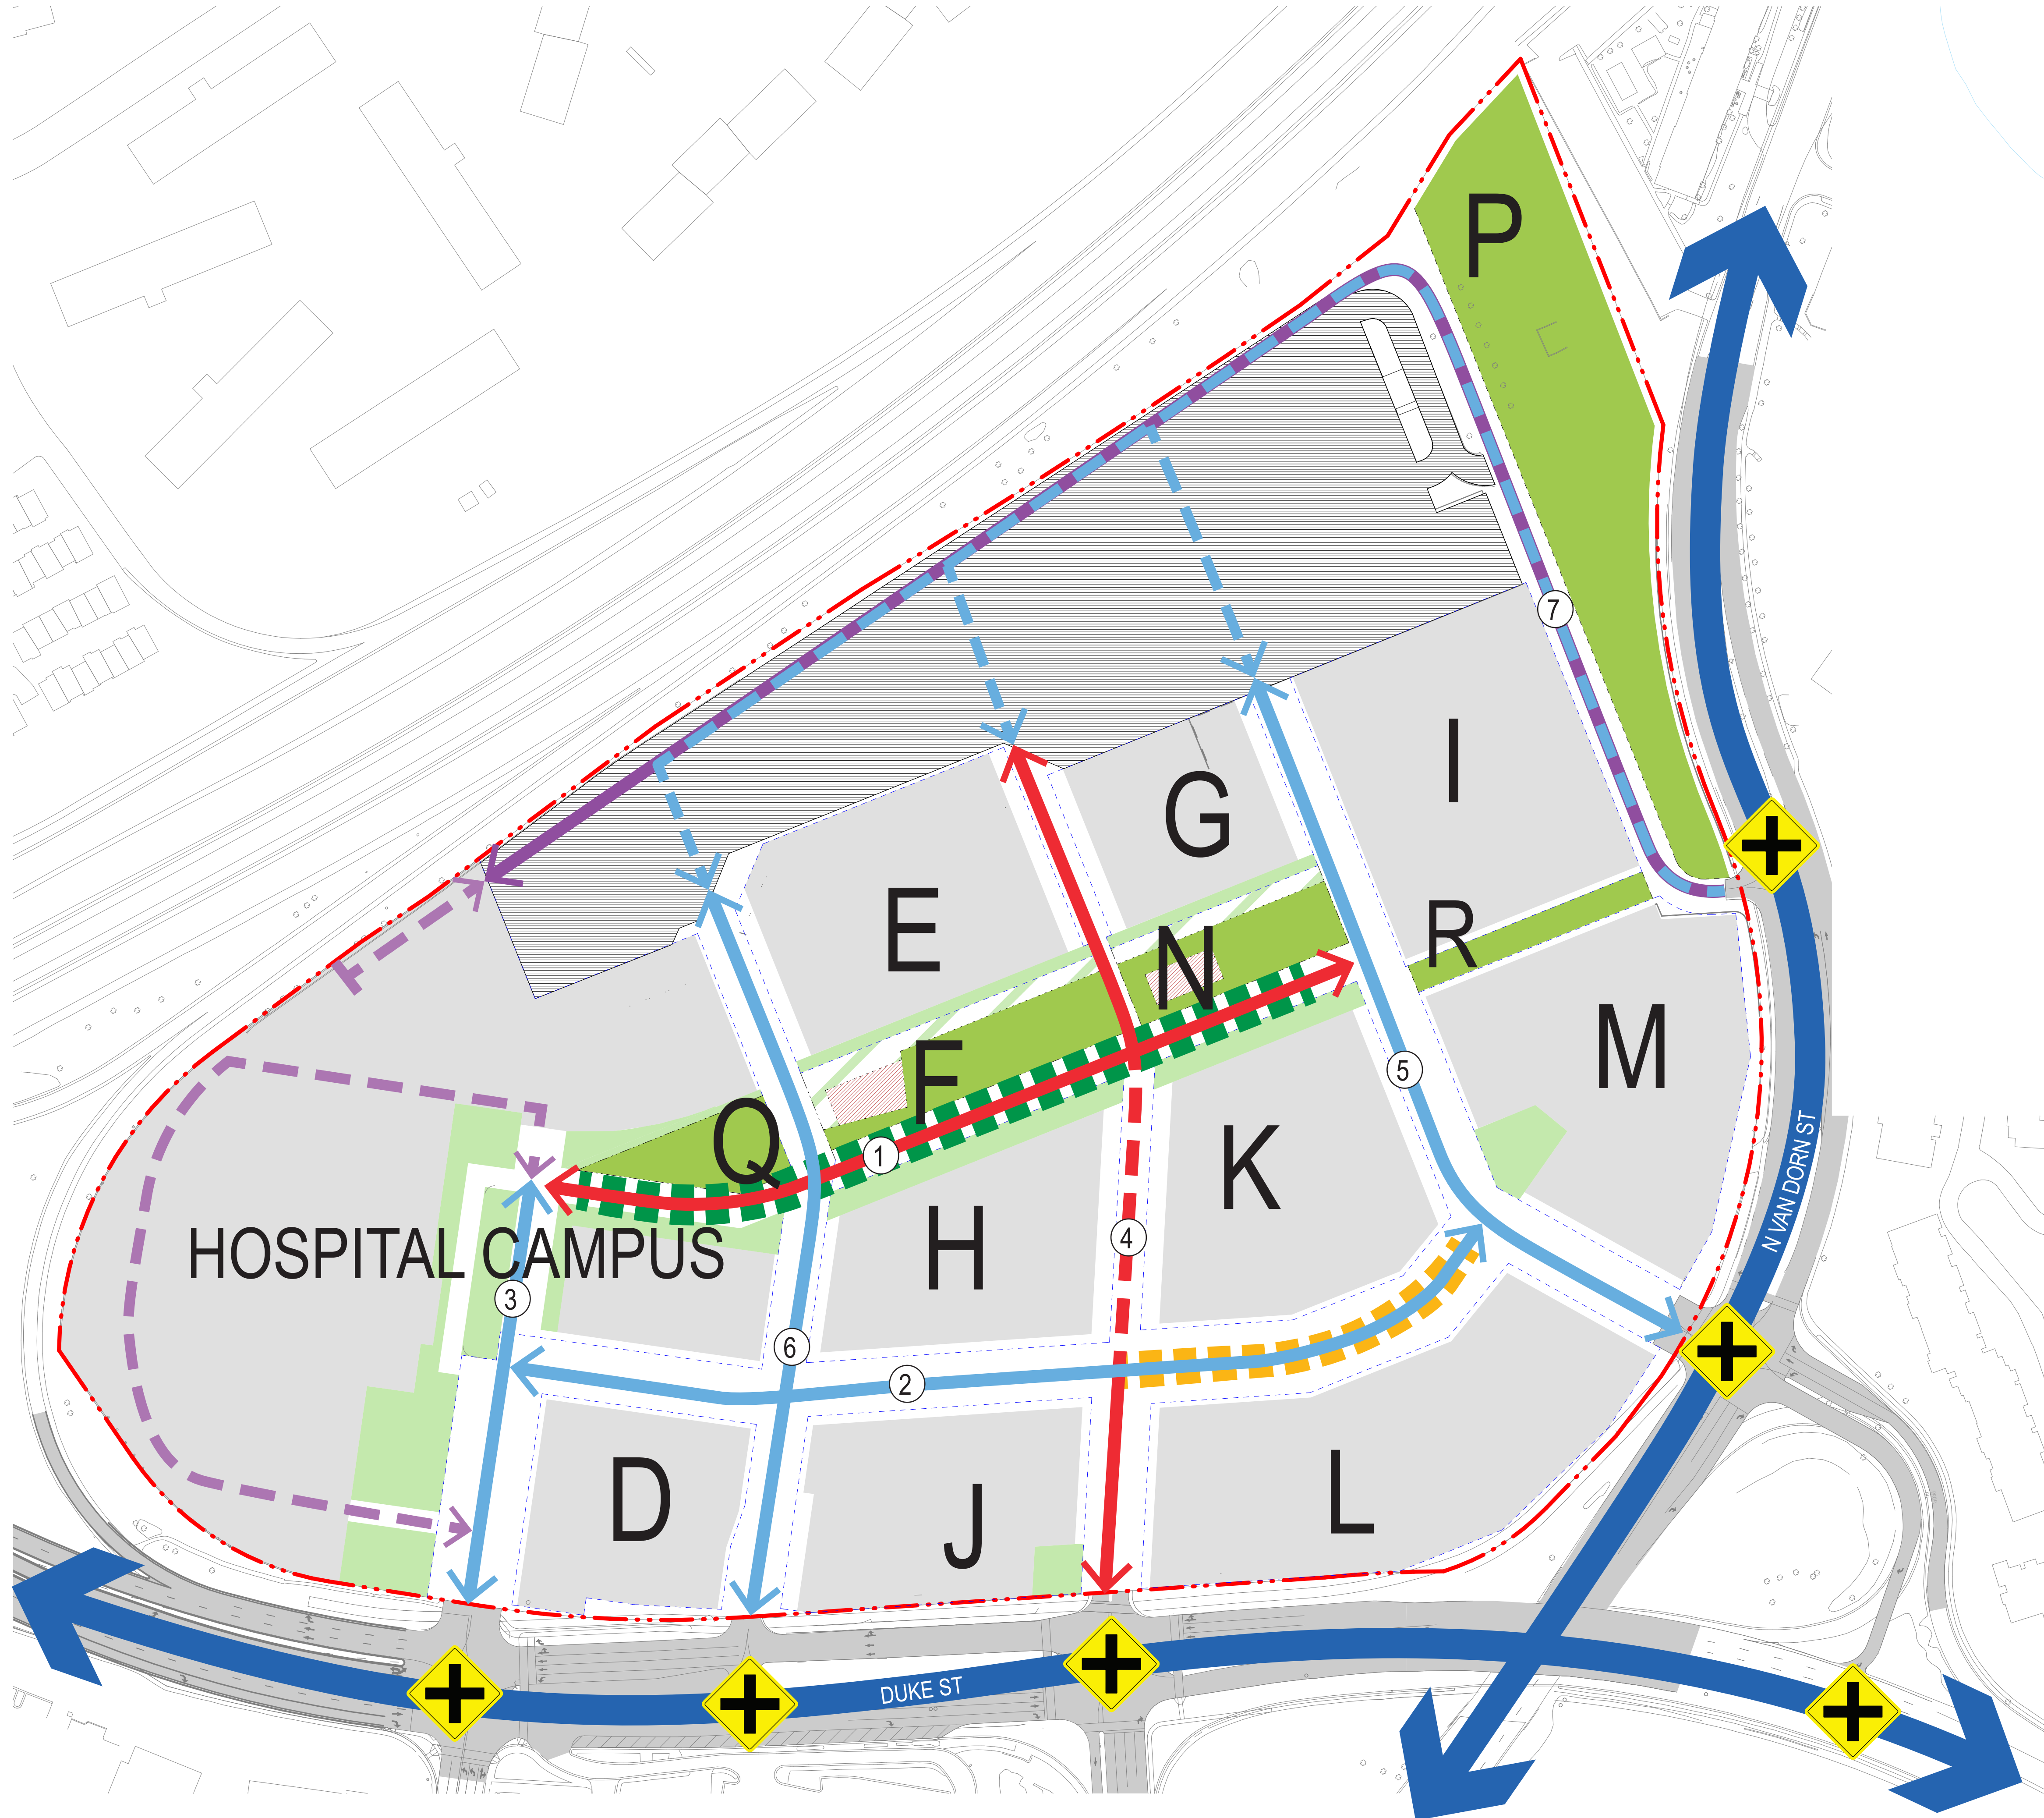 P
7
I
G
E
R
N
M
F
5
Q
1
K
N VAN DORN ST
H
4
HOSPITAL CAMPUS
3
6
2
D
J
L
DUKE ST